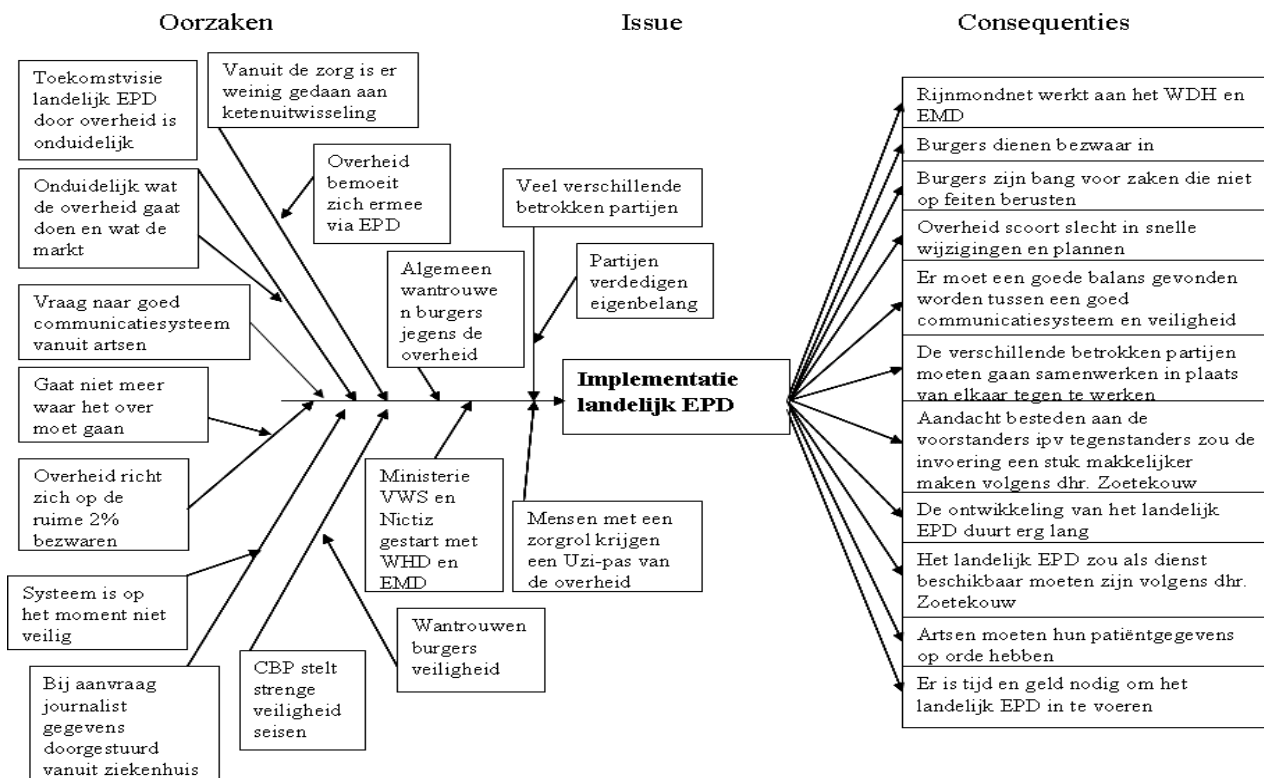 Oorzaken
Issue
Consequenties
Toekomstvisie
landelijk EPD
door overheid is
onduidelijk
Vanuit de zorg is er
weinig gedaan aan
ketenuitwisseling
Onduidelijk wat
de overheid gaat
doen en wat de
markt
Overheid
bemoeit
zich ermee
via EPD
Vraag naar goed
communicatiesysteem
vanuit artsen
Algemeen
wantrouwe
n burgers
jegens de
overheid
Veel verschillende
betrokken partijen
Partijen
verdedigen
eigenbelang
Gaat niet meer
waar het over
moet gaan
Overheid richt
zich op de
ruime 2%
bezwaren
Systeem is op
het moment niet
veilig
Bij aanvraag
journalist
gegevens
doorgestuurd
vanuit ziekenhuis
CBP stelt
strenge
veiligheid
seisen
Wantrouwen
burgers
veiligheid
Ministerie
VWS en
Nictiz
gestart met
WHD en
EMD
Mensen met een
zorgrol krijgen
een Uzi-pas van
de overheid
Implementatie
landelijk EPD
Rijnmondnet werkt aan het WDH en
EMD
Burgers dienen bezwaar in
Burgers zijn bang voor zaken die niet
op feiten berusten
Overheid scoort slecht in snelle
wijzigingen en plannen
Er moet een goede balans gevonden
worden tussen een goed
communicatiesysteem en veiligheid
De verschillende betrokken partijen
moeten gaan samenwerken in plaats
van elkaar tegen te werken
Aandacht besteden aan de
voorstanders ipv tegenstanders zou de
invoering een stuk makkelijker
maken volgens dhr. Zoetekouw
De ontwikkeling van het landelijk
EPD duurt erg lang
Het landelijk EPD zou als dienst
beschikbaar moeten zijn volgens dhr.
Zoetekouw
Artsen moeten hun patiëntgegevens
op orde hebben
Er is tijd en geld nodig om het
landelijk EPD in te voeren